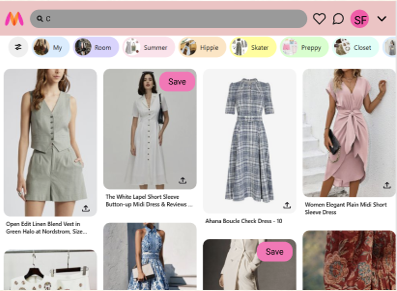 C
SF
My
Room
Summer
Hippie
Skater
Preppy
Closet
Save
The White Lapel Short Sleeve
Button-up Midi Dress & Reviews ...
Women Elegant Plain Midi Short
Sleeve Dress
Ahana Boucle Check Dress - 10
Open Edit Linen Blend Vest in
Green Halo at Nordstrom, Size...
Save